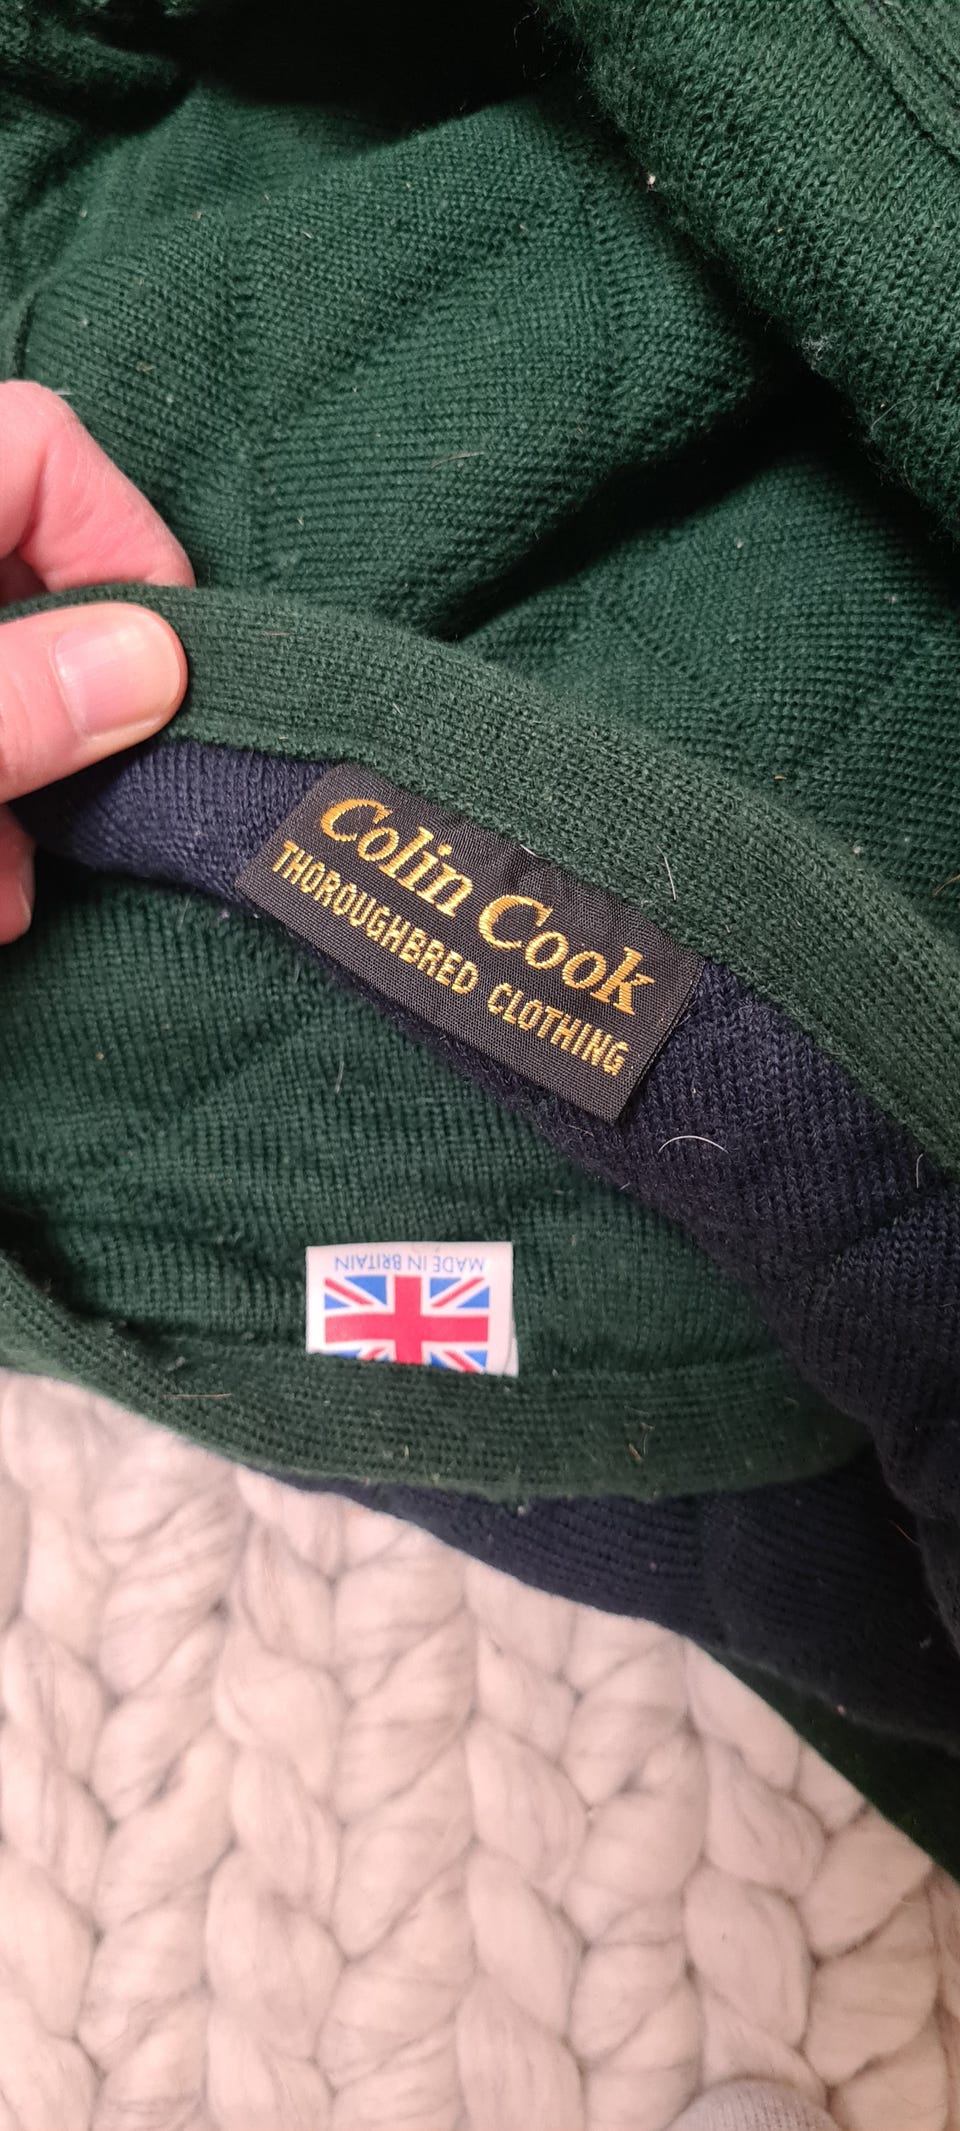 Colin Cook
THOROUGHBRED CLOTHING
MADE IN BRITAIN